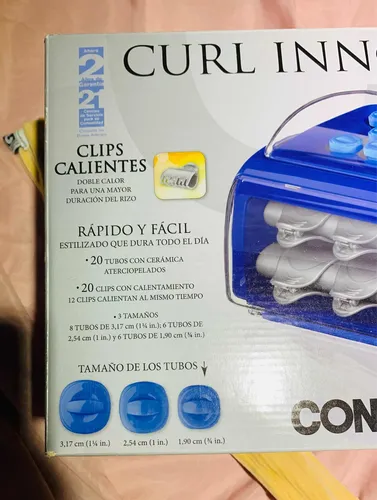 2
CURL INN
21
CLIPS
CALIENTES
DOBLE CALOR
PARA UNA MAYOR
DURACIÓN DEL RIZO
RÁPIDO Y FÁCIL
ESTILIZADO QUE DURA TODO EL DÍA
• 20 TUBOS CON CERÁMICA
ATERCIOPELADOS
• 20 CLIPS CON CALENTAMIENTO
12 CLIPS CALIENTAN AL MISMO TIEMPO
• 3 TAMAÑOS
8 TUBOS DE 3,17 cm (1¼ in.); 6 TUBOS DE
2,54 cm (1 in.) y 6 TUBOS DE 1,90 cm (¾ in.)
TAMAÑO DE LOS TUBOS
3,17 cm (1¼ in.) 2,54 cm (1 in.) 1,90 cm (¾ in.)
CON